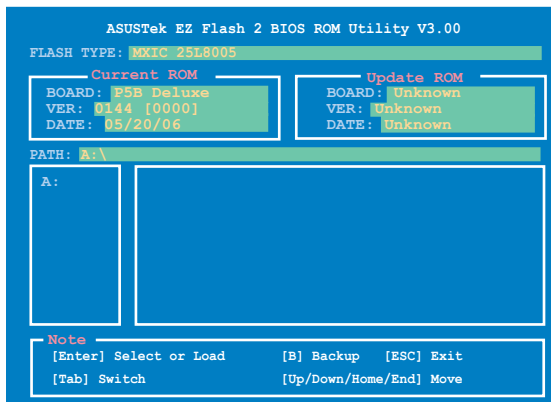 ASUSTek EZ Flash 2 BIOS ROM Utility V3.00
FLASH TYPE: MXIC 25L8005
Current ROM
BOARD: P5B Deluxe
VER: 0144 [0000]
DATE: 05/20/06
Update ROM
BOARD: Unknown
VER: Unknown
DATE: Unknown
PATH: A:\
A:
Note
[Enter] Select or Load [B] Backup [ESC] Exit
[Tab] Switch [Up/Down/Home/End] Move